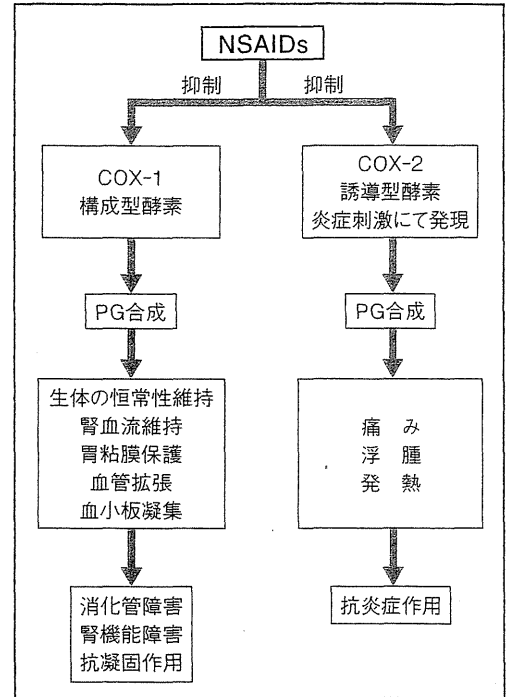 NSAIDs
抑制 抑制
COX-1
構成型酵素
COX-2
誘導型酵素
炎症刺激にて発現
PG合成
PG合成
生体の恒常性維持
腎血流維持
胃粘膜保護
血管拡張
血小板凝集
痛み
浮腫
発熱
消化管障害
腎機能障害
抗凝固作用
抗炎症作用